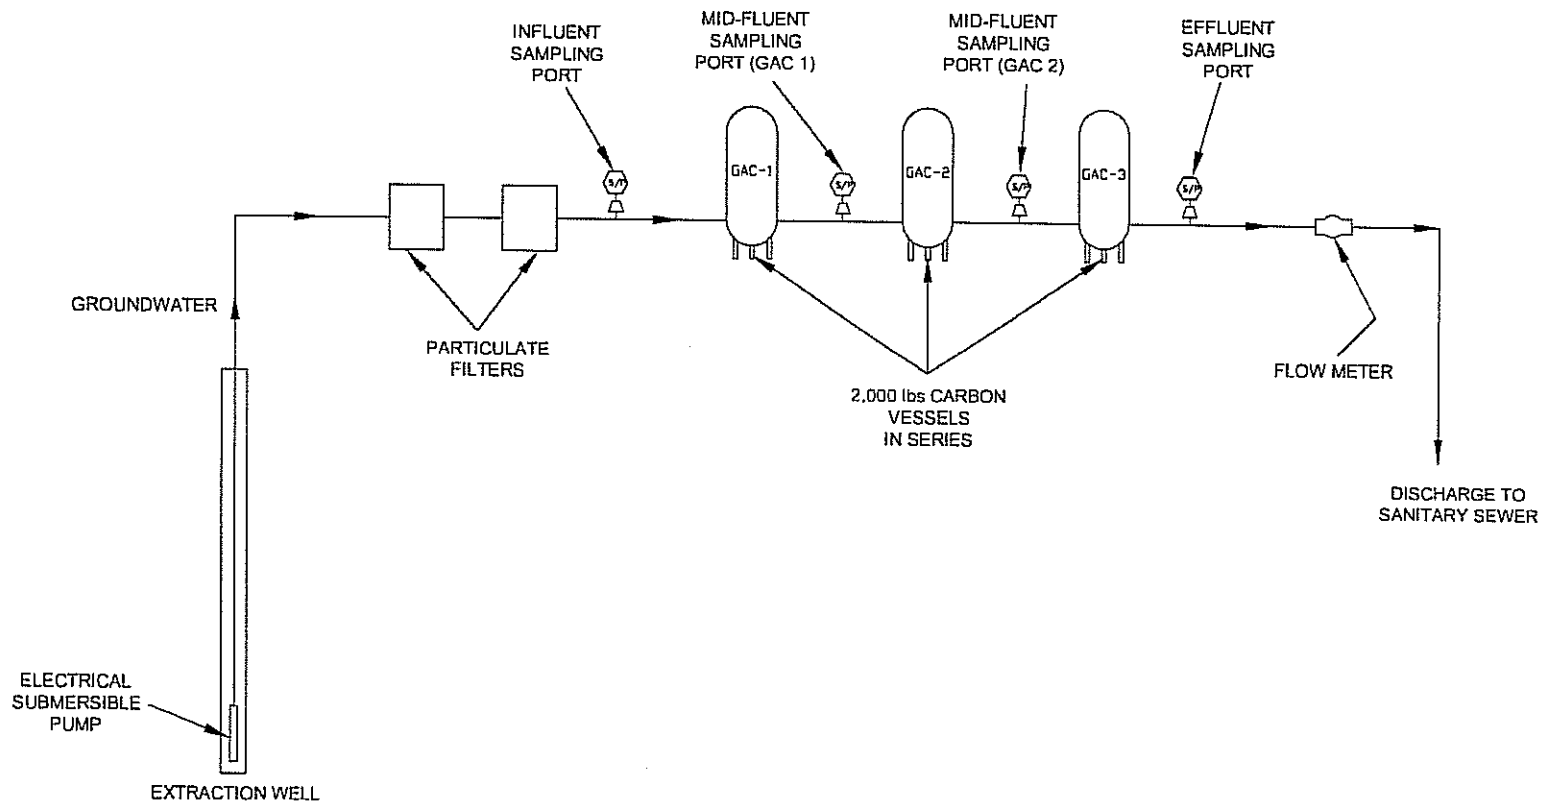 INFLUENT
SAMPLING
PORT
MID-FLUENT
SAMPLING
PORT (GAC 1)
MID-FLUENT
SAMPLING
PORT (GAC 2)
EFFLUENT
SAMPLING
PORT
S/P
GAC-1
S/P
GAC-2
S/P
GAC-3
S/P
GROUNDWATER
PARTICULATE
FILTERS
2,000 lbs CARBON
VESSELS
IN SERIES
FLOW METER
DISCHARGE TO
SANITARY SEWER
ELECTRICAL
SUBMERSIBLE
PUMP
EXTRACTION WELL